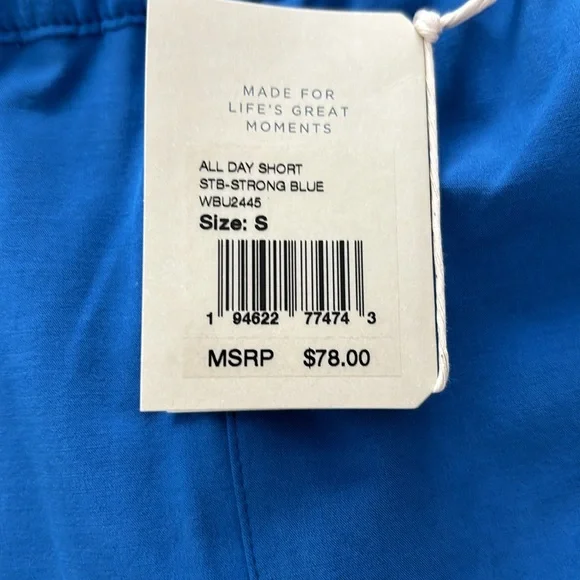 MADE FOR
LIFE'S GREAT
MOMENTS
ALL DAY SHORT
STB-STRONG BLUE
WBU2445
Size: S
1 94622 77474 3
MSRP $78.00